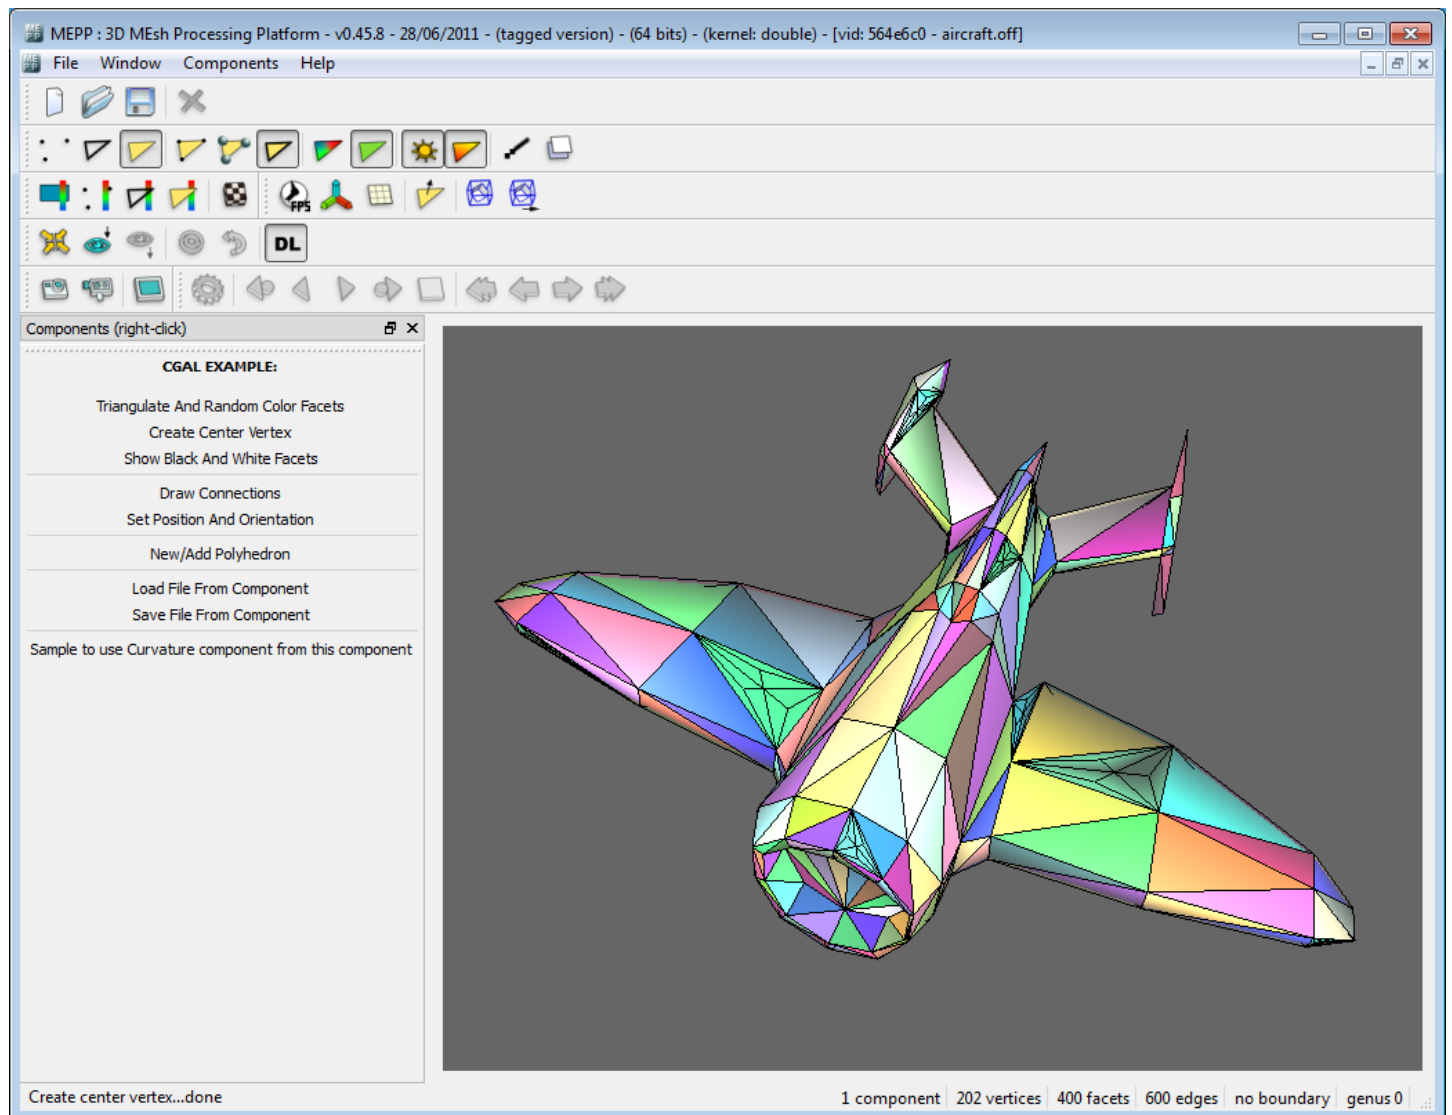 MEPP : 3D MEsh Processing Platform - v0.45.8 - 28/06/2011 - (tagged version) - (64 bits) - (kernel: double) - [vid: 564e6c0 - aircraft.off]
File Window Components Help
FPS
DL
Components (right-click)
CGAL EXAMPLE:
Triangulate And Random Color Facets
Create Center Vertex
Show Black And White Facets
Draw Connections
Set Position And Orientation
New/Add Polyhedron
Load File From Component
Save File From Component
Sample to use Curvature component from this component
Create center vertex...done
1 component 202 vertices 400 facets 600 edges no boundary genus 0